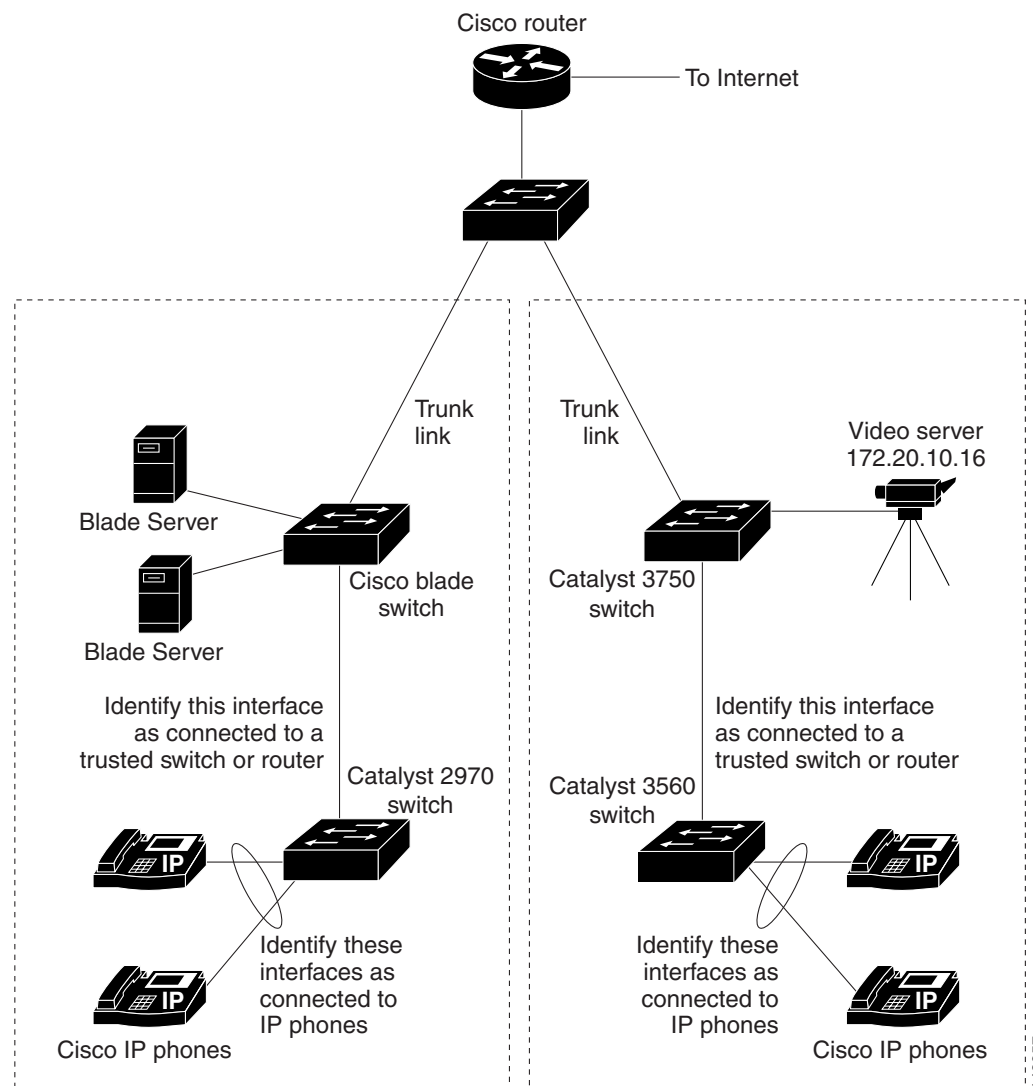 Cisco router
To Internet
Trunk
link
Trunk
link
Video server
172.20.10.16
Blade Server
Cisco blade
switch
Catalyst 3750
switch
Blade Server
Identify this interface
as connected to a
trusted switch or router
Identify this interface
as connected to a
trusted switch or router
Catalyst 2970
switch
Catalyst 3560
switch
IP
IP
Identify these
interfaces as
connected to
IP phones
Identify these
interfaces as
connected to
IP phones
IP
IP
Cisco IP phones
Cisco IP phones